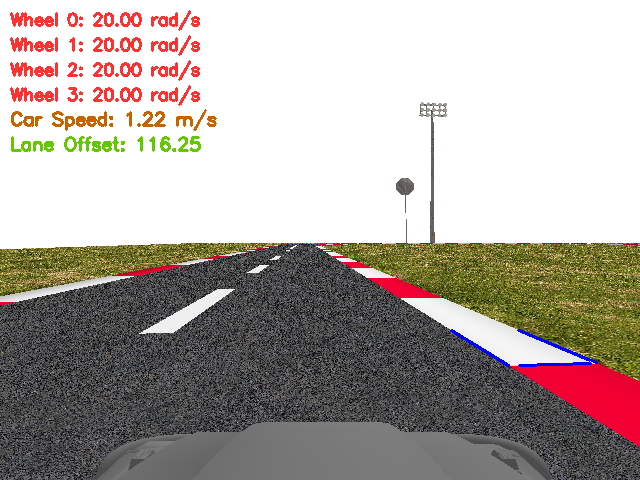 Wheel 0: 20.00 rad/s
Wheel 1: 20.00 rad/s
Wheel 2: 20.00 rad/s
Wheel 3: 20.00 rad/s
Car Speed: 1.22 m/s
Lane Offset: 116.25